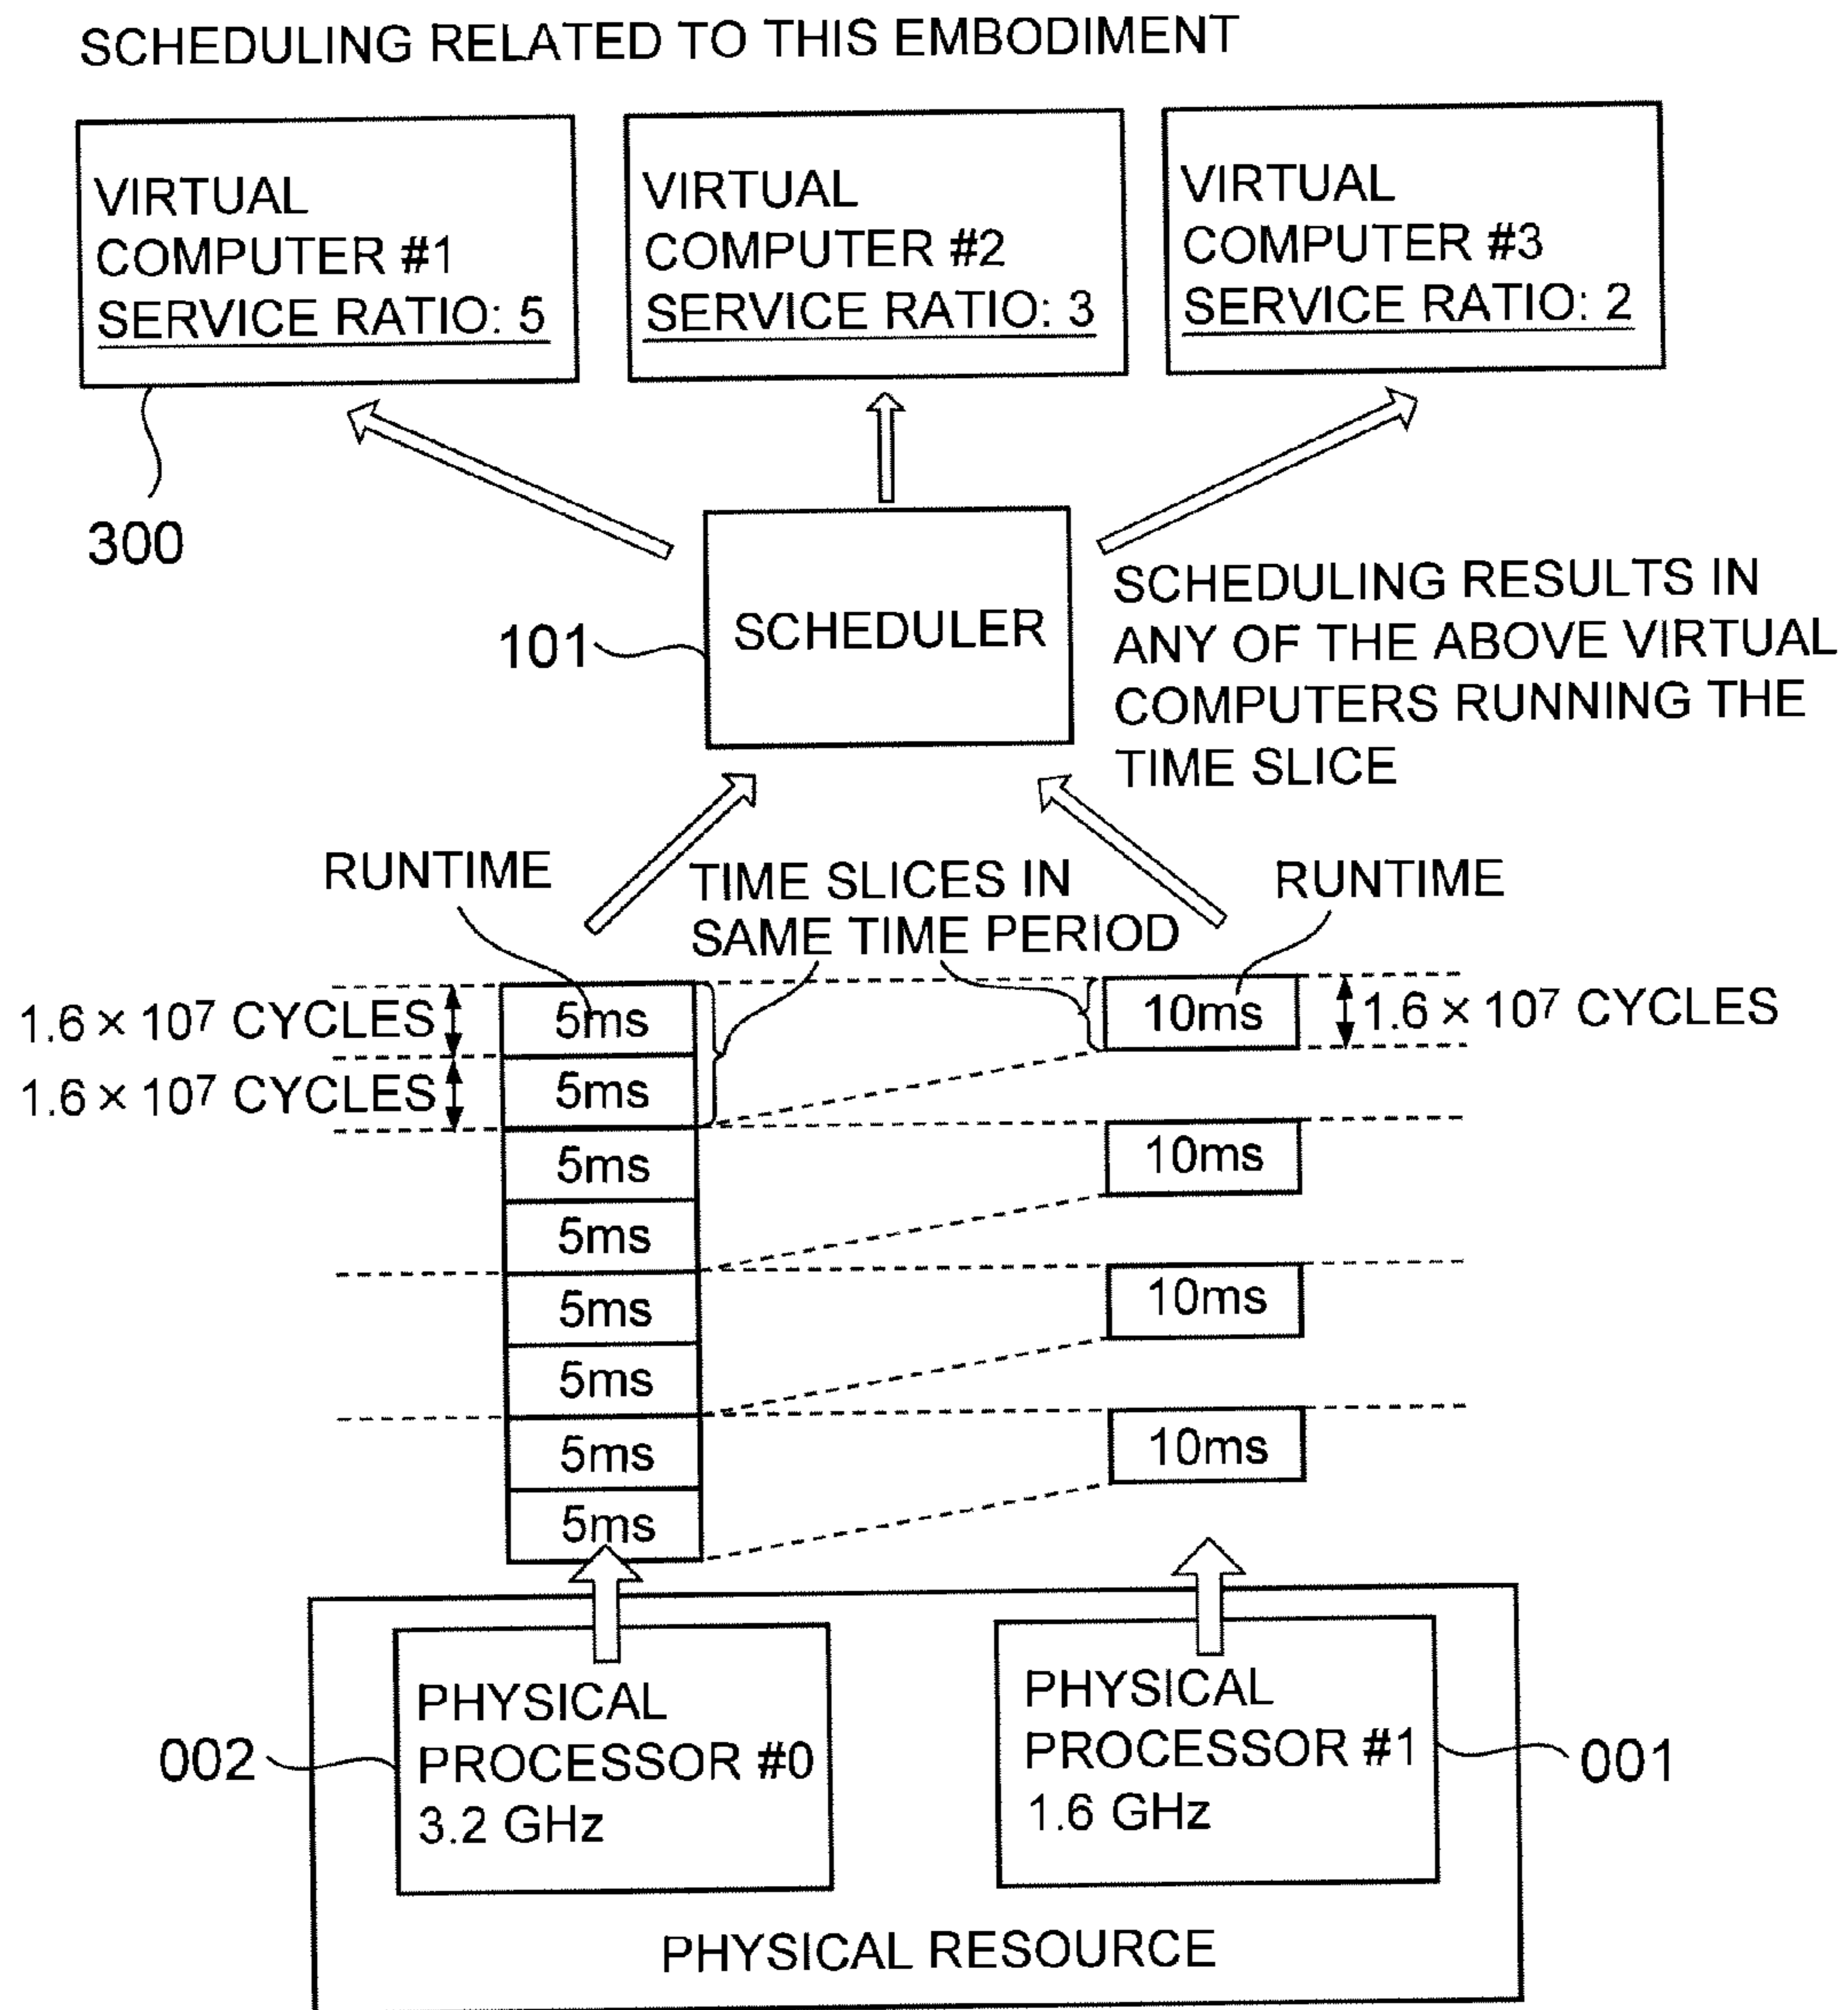 SCHEDULING RELATED TO THIS EMBODIMENT
VIRTUAL
COMPUTER #1
SERVICE RATIO: 5
VIRTUAL
COMPUTER #2
SERVICE RATIO: 3
VIRTUAL
COMPUTER #3
SERVICE RATIO: 2
300
101
SCHEDULER
SCHEDULING RESULTS IN
ANY OF THE ABOVE VIRTUAL
COMPUTERS RUNNING THE
TIME SLICE
RUNTIME
TIME SLICES IN
SAME TIME PERIOD
RUNTIME
1.6 × 10⁷ CYCLES
5ms
10ms
1.6 × 10⁷ CYCLES
1.6 × 10⁷ CYCLES
5ms
5ms
10ms
5ms
5ms
10ms
5ms
5ms
10ms
5ms
PHYSICAL
PROCESSOR #0
3.2 GHz
002
PHYSICAL
PROCESSOR #1
1.6 GHz
001
PHYSICAL RESOURCE